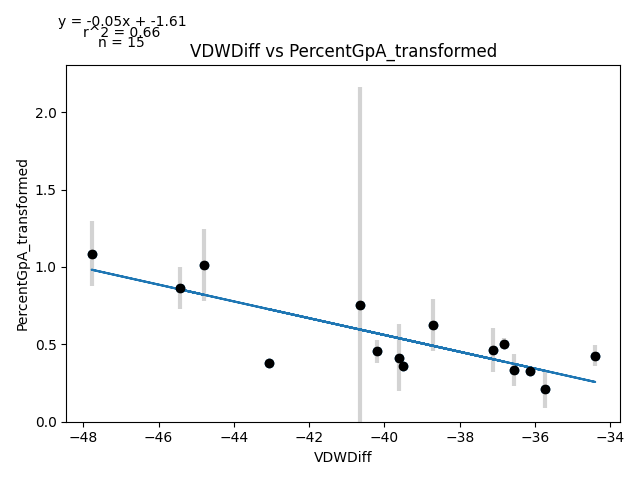 y = -0.05x + -1.61
r^2 = 0.66
n = 15
VDWDiff vs PercentGpA_transformed
PercentGpA_transformed
2.0
1.5
1.0
0.5
0.0
−48
−46
−44
−42
−40
−38
−36
−34
VDWDiff